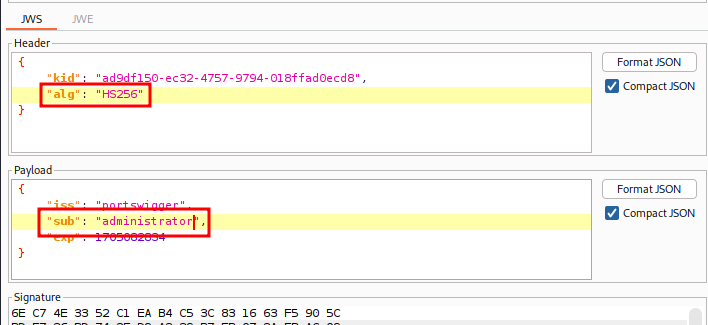 JWS JWE
Header
{
"kid": "ad9df150-ec32-4757-9794-018ffad0ecd8",
"alg": "HS256"
}
Format JSON
Compact JSON
Payload
{
"iss": "portswigger",
"sub": "administrator",
"exp": 1705082834
}
Format JSON
Compact JSON
Signature
6E C7 4E 33 52 C1 EA B4 C5 3C 83 16 63 F5 90 5C